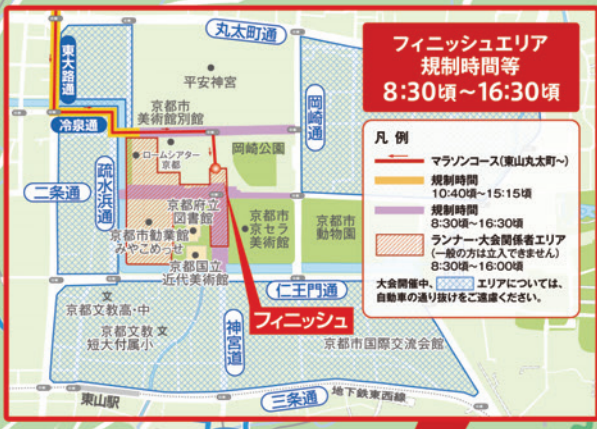 丸太町通
東大路通
平安神宮
京都市
美術館別館
冷泉通
ロームシアター
京都
岡崎公園
岡崎通
二条通
疏水浜通
京都府立
図書館
京都市勧業館
みやこめっせ
京都市
京セラ
美術館
京都市
動物園
京都国立
近代美術館
仁王門通
フィニッシュ
京都文教高・中
京都文教
短大付属小
神宮道
京都市国際交流会館
東山駅
三条通
地下鉄東西線
フィニッシュエリア
規制時間等
8:30頃~16:30頃
凡 例
マラソンコース(東山丸太町~)
規制時間
10:40頃~15:15頃
規制時間
8:30頃~16:30頃
ランナー・大会関係者エリア
(一般の方は立入できません)
8:30頃~16:00頃
大会開催中、エリアについては、
自動車の通り抜けをご遠慮ください。